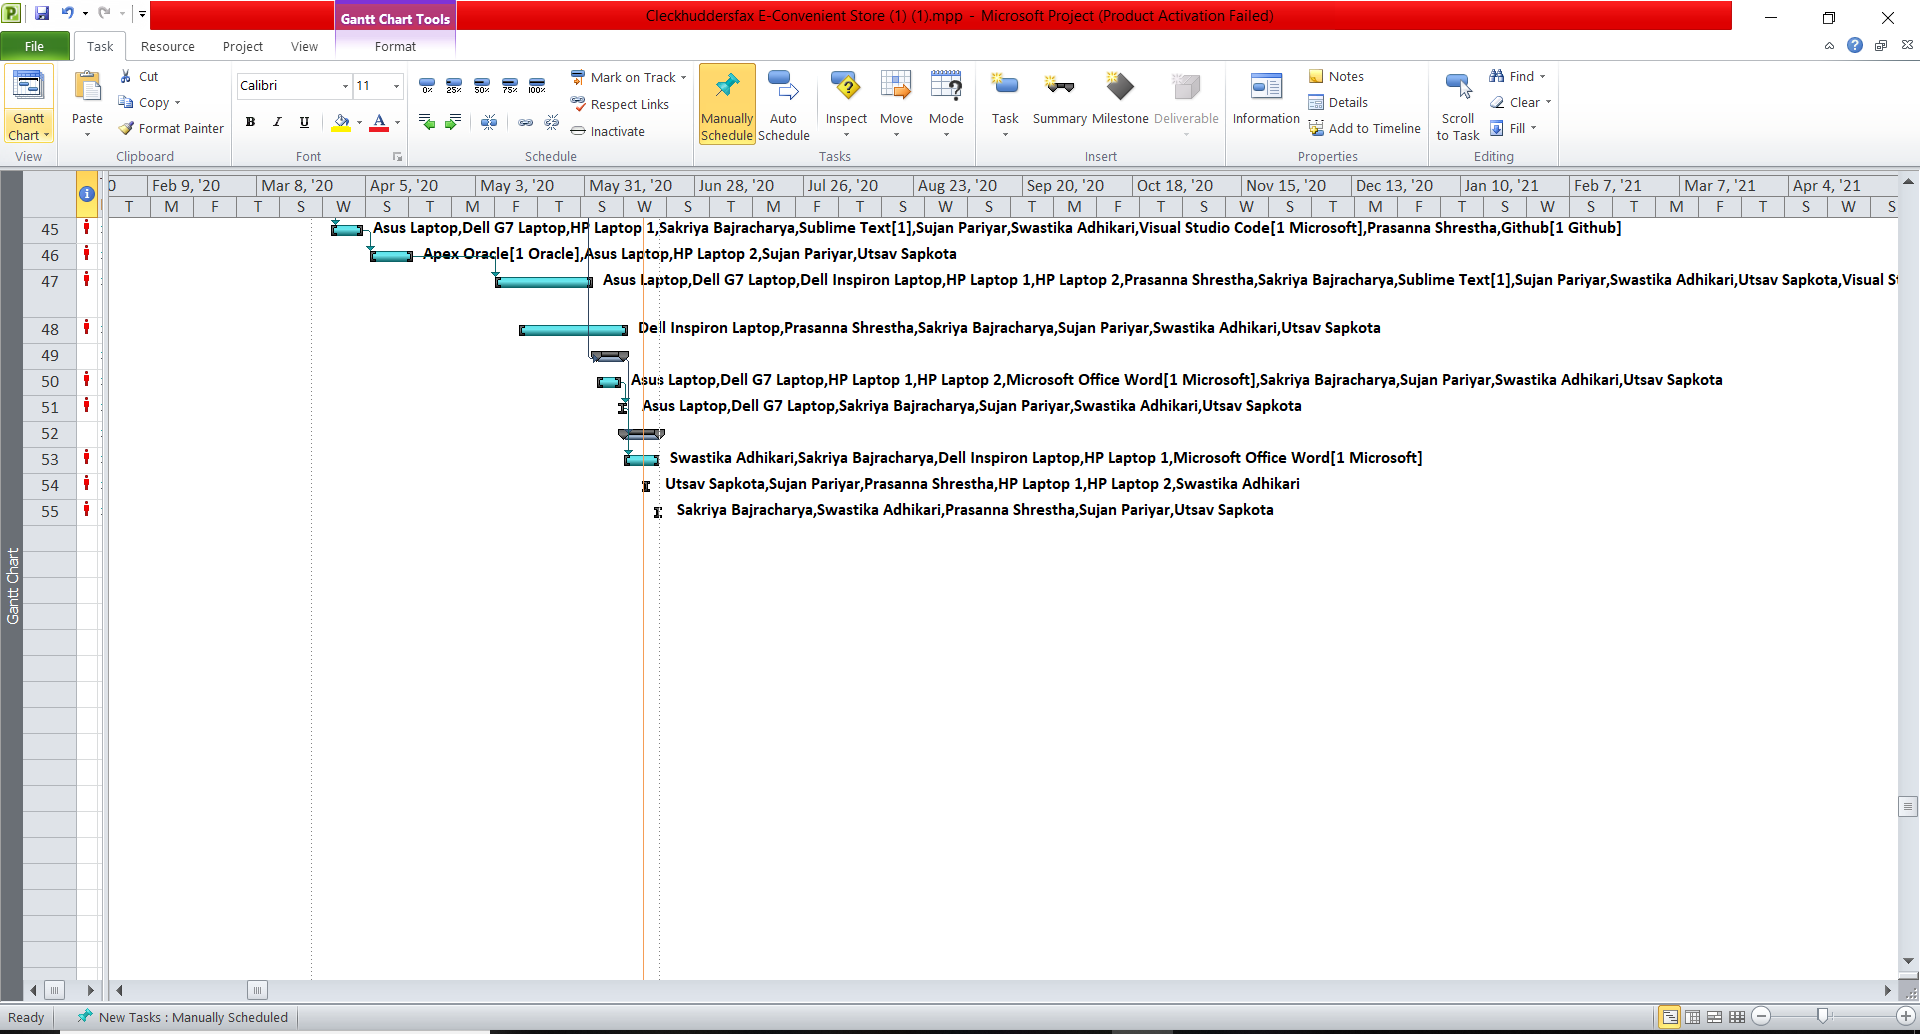 Gantt Chart Tools
Cleckhuddersfax E-Convenient Store (1) (1).mpp - Microsoft Project (Product Activation Failed)
File Task Resource Project View Format
Gantt Chart
View
Paste
Cut
Copy
Format Painter
Clipboard
Calibri 11
B I U A
Font
0% 25% 50% 75% 100%
Mark on Track
Respect Links
Inactivate
Schedule
Manually Schedule
Auto Schedule
Inspect Move Mode
Tasks
Task Summary Milestone Deliverable
Insert
Information
Notes
Details
Add to Timeline
Properties
Scroll to Task
Find
Clear
Fill
Editing
0 Feb 9, '20 Mar 8, '20 Apr 5, '20 May 3, '20 May 31, '20 Jun 28, '20 Jul 26, '20 Aug 23, '20 Sep 20, '20 Oct 18, '20 Nov 15, '20 Dec 13, '20 Jan 10, '21 Feb 7, '21 Mar 7, '21 Apr 4, '21
T M F T S W S T M F T S W S T M F T S W S T M F T S W S T M F T S W S T M F T S W S
45 Asus Laptop,Dell G7 Laptop,HP Laptop 1,Sakriya Bajracharya,Sublime Text[1],Sujan Pariyar,Swastika Adhikari,Visual Studio Code[1 Microsoft],Prasanna Shrestha,Github[1 Github]
46 Apex Oracle[1 Oracle],Asus Laptop,HP Laptop 2,Sujan Pariyar,Utsav Sapkota
47 Asus Laptop,Dell G7 Laptop,Dell Inspiron Laptop,HP Laptop 1,HP Laptop 2,Prasanna Shrestha,Sakriya Bajracharya,Sublime Text[1],Sujan Pariyar,Swastika Adhikari,Utsav Sapkota,Visual St
48 Dell Inspiron Laptop,Prasanna Shrestha,Sakriya Bajracharya,Sujan Pariyar,Swastika Adhikari,Utsav Sapkota
49
50 Asus Laptop,Dell G7 Laptop,HP Laptop 1,HP Laptop 2,Microsoft Office Word[1 Microsoft],Sakriya Bajracharya,Sujan Pariyar,Swastika Adhikari,Utsav Sapkota
51 Asus Laptop,Dell G7 Laptop,Sakriya Bajracharya,Sujan Pariyar,Swastika Adhikari,Utsav Sapkota
52
53 Swastika Adhikari,Sakriya Bajracharya,Dell Inspiron Laptop,HP Laptop 1,Microsoft Office Word[1 Microsoft]
54 Utsav Sapkota,Sujan Pariyar,Prasanna Shrestha,HP Laptop 1,HP Laptop 2,Swastika Adhikari
55 Sakriya Bajracharya,Swastika Adhikari,Prasanna Shrestha,Sujan Pariyar,Utsav Sapkota
Gantt Chart
Ready New Tasks : Manually Scheduled